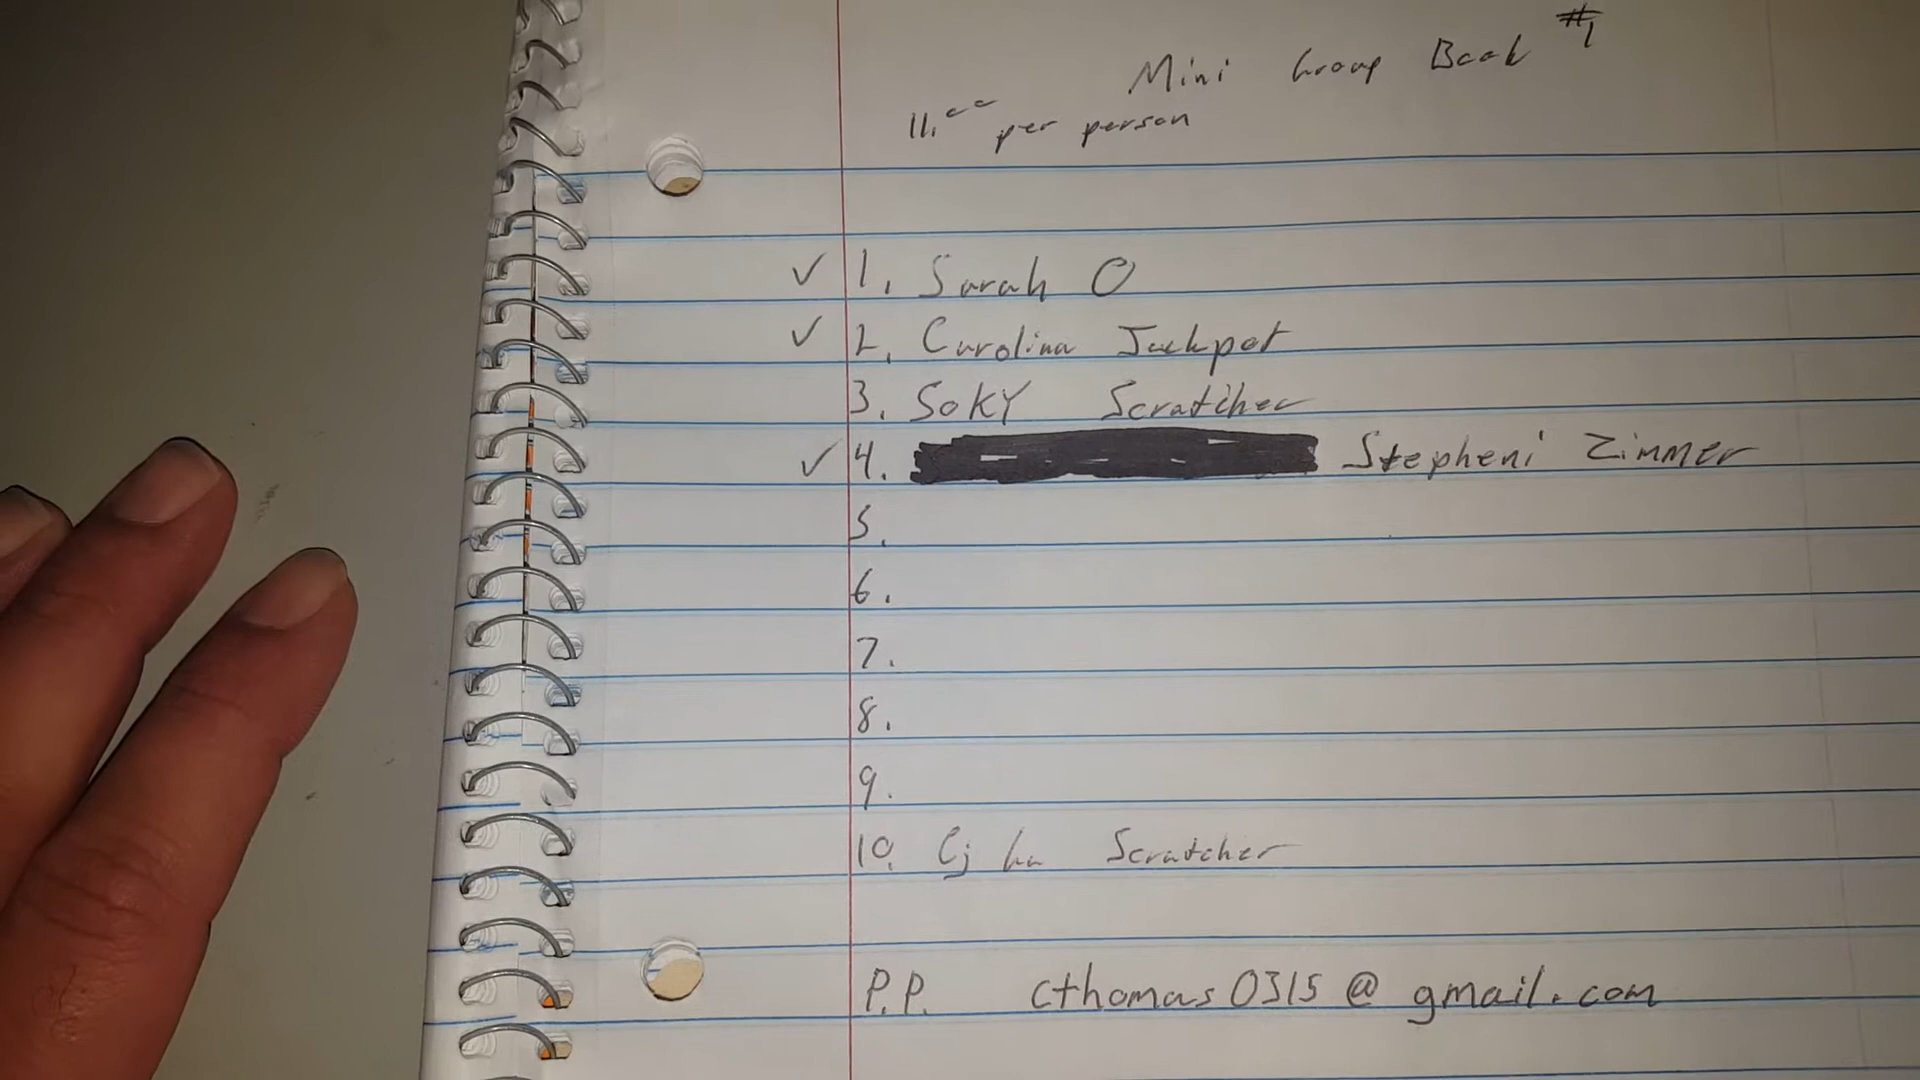 Mini Group Book #1
11.00 per person
✓ 1. Sarah O
✓ 2. Carolina Jackpot
3. SoKY Scratcher
✓ 4. Stepheni Zimmer
5.
6.
7.
8.
9.
10. Cj Scratcher
P.P. cthomas0315@gmail.com